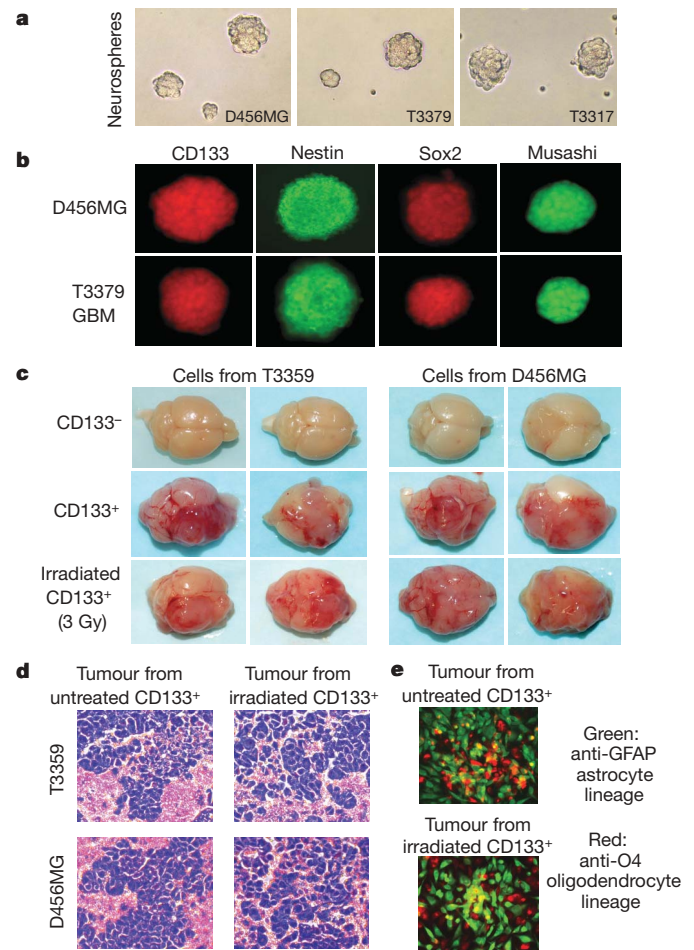 a
Neurospheres
D456MG
T3379
T3317
b
CD133 Nestin Sox2 Musashi
D456MG
T3379
GBM
c
Cells from T3359 Cells from D456MG
CD133⁻
CD133⁺
Irradiated
CD133⁺
(3 Gy)
d
Tumour from
untreated CD133⁺
Tumour from
irradiated CD133⁺
T3359
D456MG
e
Tumour from
untreated CD133⁺
Green:
anti-GFAP
astrocyte
lineage
Tumour from
irradiated CD133⁺
Red:
anti-O4
oligodendrocyte
lineage